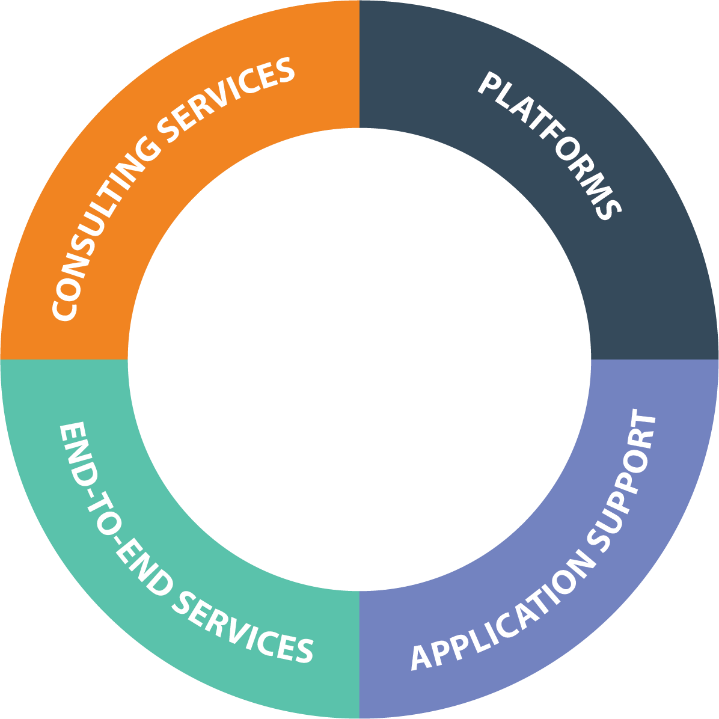 CONSULTING SERVICES
PLATFORMS
END-TO-END SERVICES
APPLICATION SUPPORT